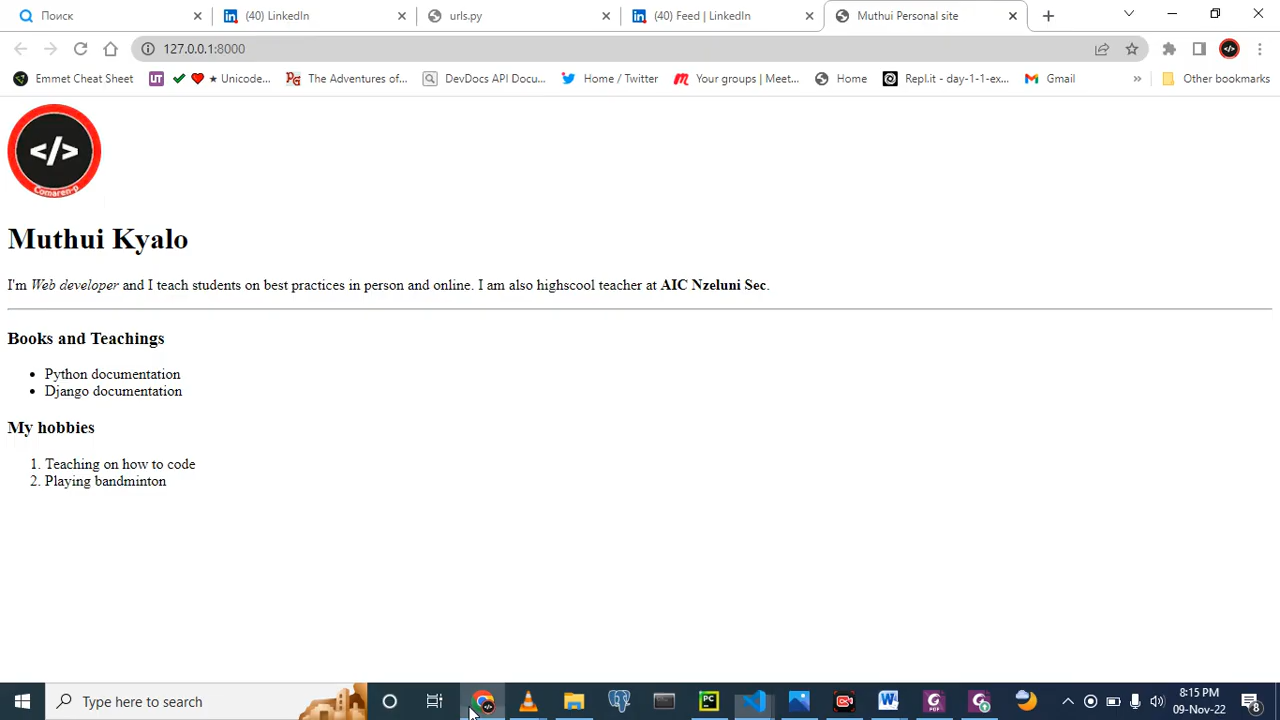 Поиск
(40) LinkedIn
urls.py
(40) Feed | LinkedIn
Muthui Personal site
127.0.0.1:8000
Emmet Cheat Sheet
★ Unicode...
The Adventures of...
DevDocs API Docu...
Home / Twitter
Your groups | Meet...
Home
Repl.it - day-1-1-ex...
Gmail
»
Other bookmarks
</>
Comaren-p
Muthui Kyalo
I'm Web developer and I teach students on best practices in person and online. I am also highscool teacher at AIC Nzeluni Sec.
Books and Teachings
• Python documentation
• Django documentation
My hobbies
1. Teaching on how to code
2. Playing bandminton
Type here to search
8:15 PM
09-Nov-22
8